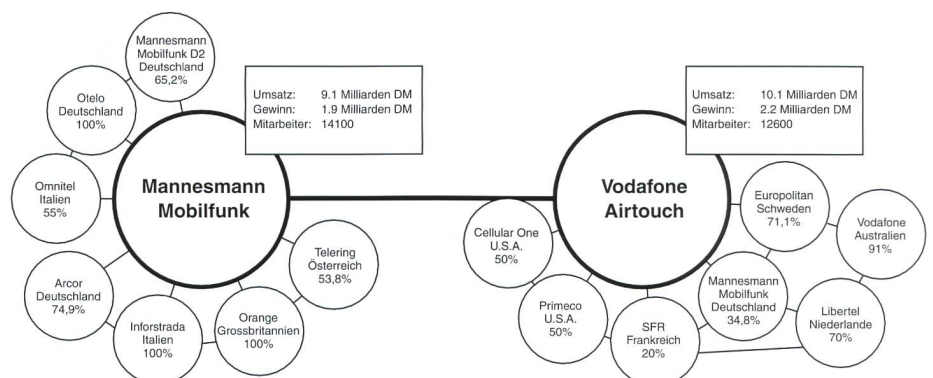 Mannesmann
Mobilfunk D2
Deutschland
65,2%
Umsatz: 9.1 Milliarden DM
Gewinn: 1.9 Milliarden DM
Mitarbeiter: 14100
Otelo
Deutschland
100%
Omnitel
Italien
55%
Mannesmann
Mobilfunk
Arcor
Deutschland
74,9%
Inforstrada
Italien
100%
Orange
Grossbritannien
100%
Telering
Österreich
53,8%
Umsatz: 10.1 Milliarden DM
Gewinn: 2.2 Milliarden DM
Mitarbeiter: 12600
Vodafone
Airtouch
Cellular One
U.S.A.
50%
Primeco
U.S.A.
50%
SFR
Frankreich
20%
Mannesmann
Mobilfunk
Deutschland
34,8%
Europolitan
Schweden
71,1%
Vodafone
Australien
91%
Libertel
Niederlande
70%